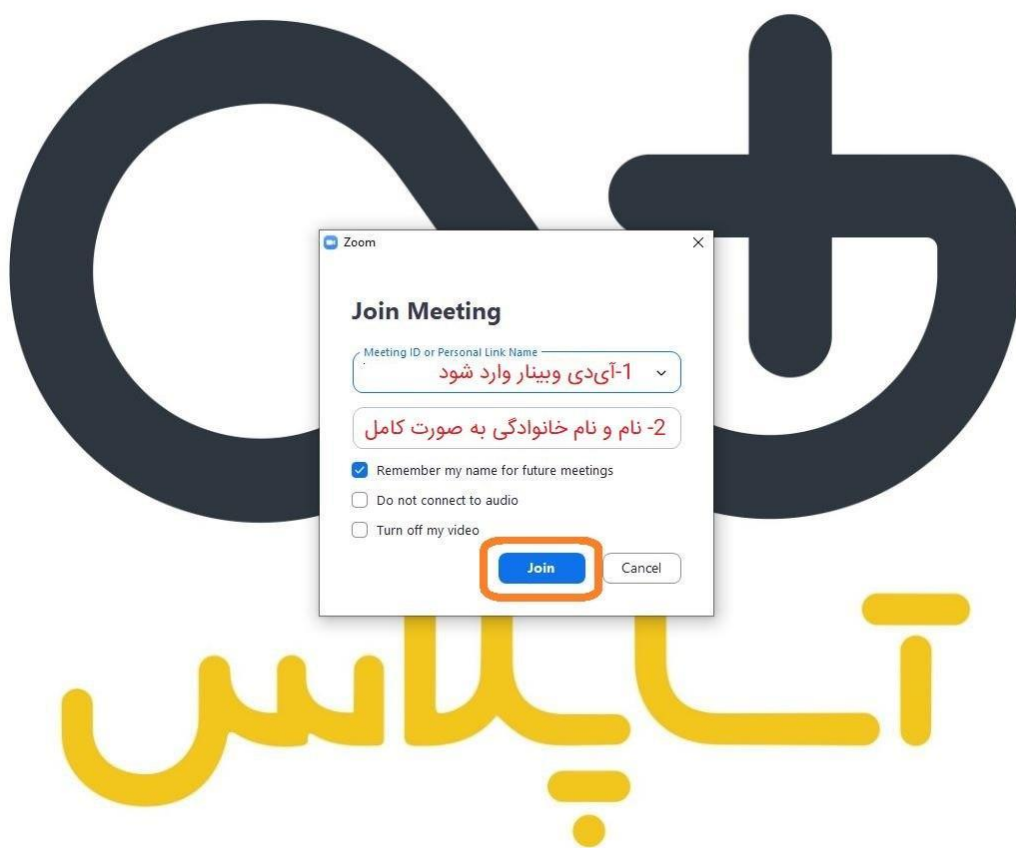 Zoom
Join Meeting
Meeting ID or Personal Link Name
1-آی‌دی وبینار وارد شود
2- نام و نام خانوادگی به صورت کامل
Remember my name for future meetings
Do not connect to audio
Turn off my video
Join Cancel